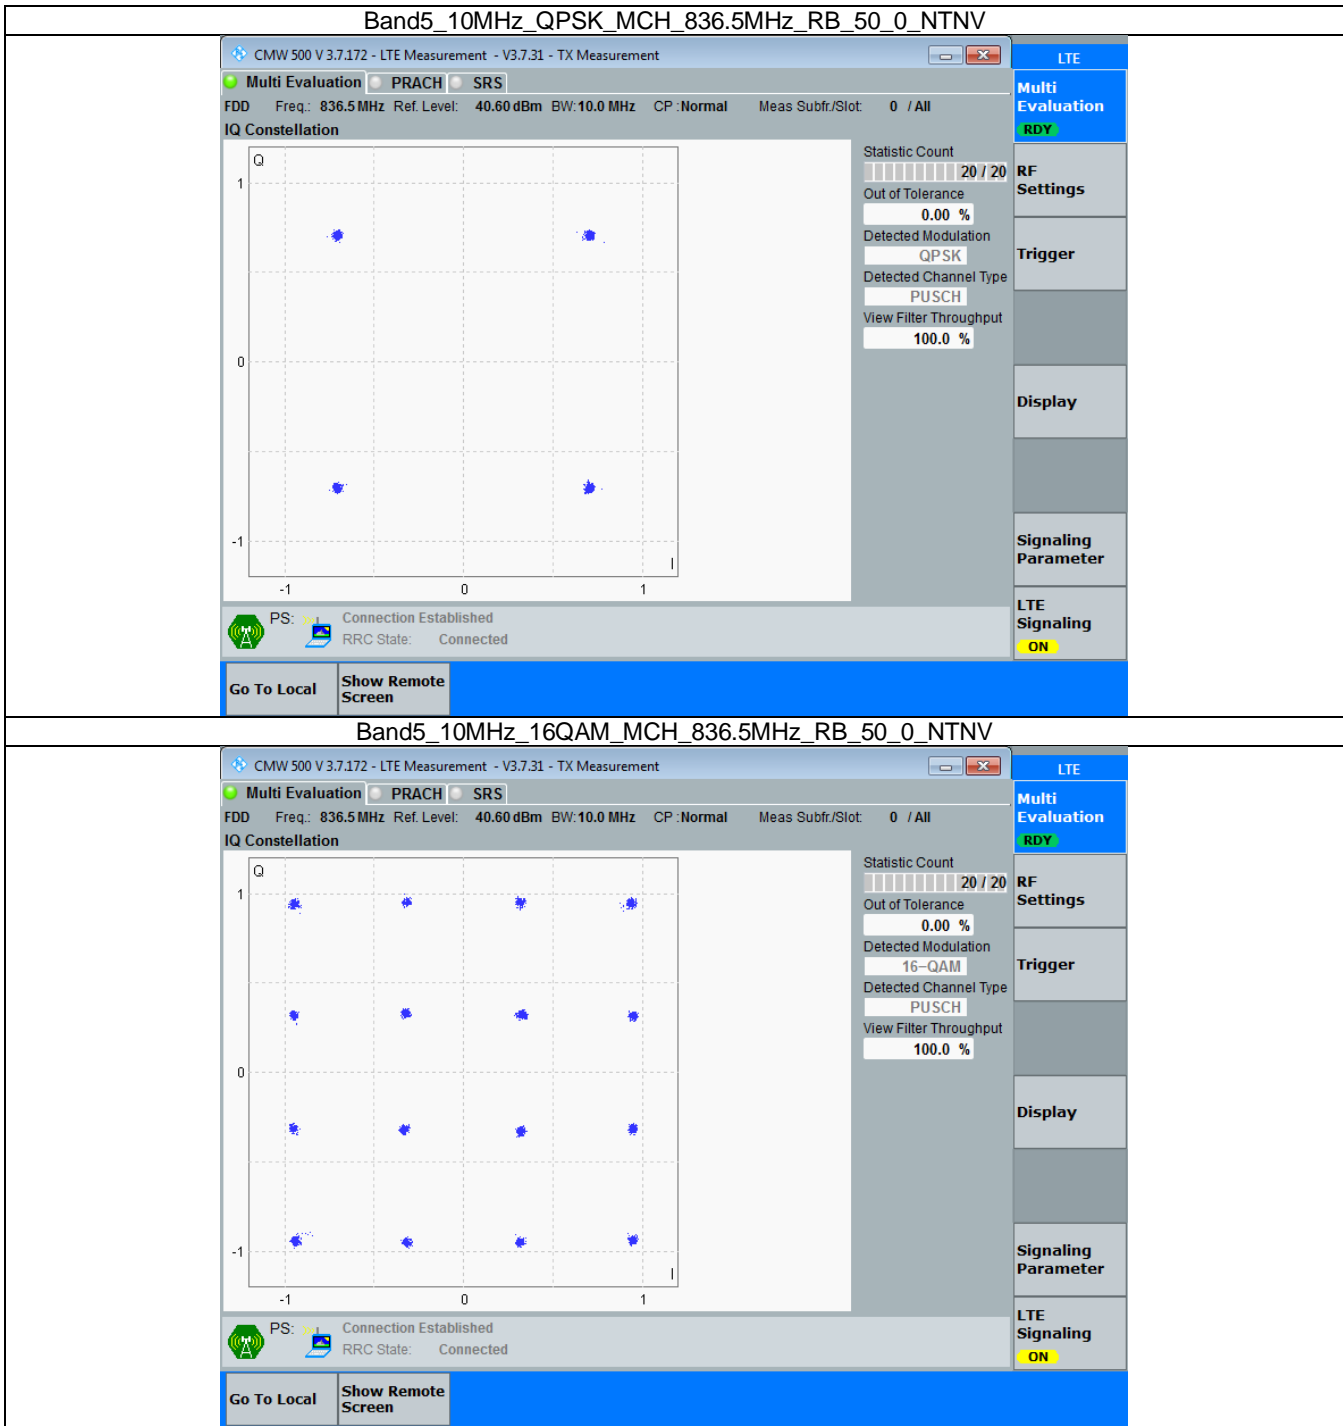 Band5_10MHz_QPSK_MCH_836.5MHz_RB_50_0_NTNV
CMW 500 V 3.7.172 - LTE Measurement - V3.7.31 - TX Measurement
LTE
Multi Evaluation PRACH SRS
Multi
Evaluation
RDY
FDD Freq.: 836.5 MHz Ref. Level: 40.60 dBm BW: 10.0 MHz CP : Normal Meas Subfr./Slot: 0 / All
IQ Constellation
Q
1
0
-1
I
-1 0 1
Statistic Count
20 / 20
Out of Tolerance
0.00 %
Detected Modulation
QPSK
Detected Channel Type
PUSCH
View Filter Throughput
100.0 %
RF
Settings
Trigger
Display
Signaling
Parameter
LTE
Signaling
ON
PS: Connection Established
RRC State: Connected
Go To Local
Show Remote
Screen
Band5_10MHz_16QAM_MCH_836.5MHz_RB_50_0_NTNV
CMW 500 V 3.7.172 - LTE Measurement - V3.7.31 - TX Measurement
LTE
Multi Evaluation PRACH SRS
Multi
Evaluation
RDY
FDD Freq.: 836.5 MHz Ref. Level: 40.60 dBm BW: 10.0 MHz CP : Normal Meas Subfr./Slot: 0 / All
IQ Constellation
Q
1
0
-1
I
-1 0 1
Statistic Count
20 / 20
Out of Tolerance
0.00 %
Detected Modulation
16-QAM
Detected Channel Type
PUSCH
View Filter Throughput
100.0 %
RF
Settings
Trigger
Display
Signaling
Parameter
LTE
Signaling
ON
PS: Connection Established
RRC State: Connected
Go To Local
Show Remote
Screen